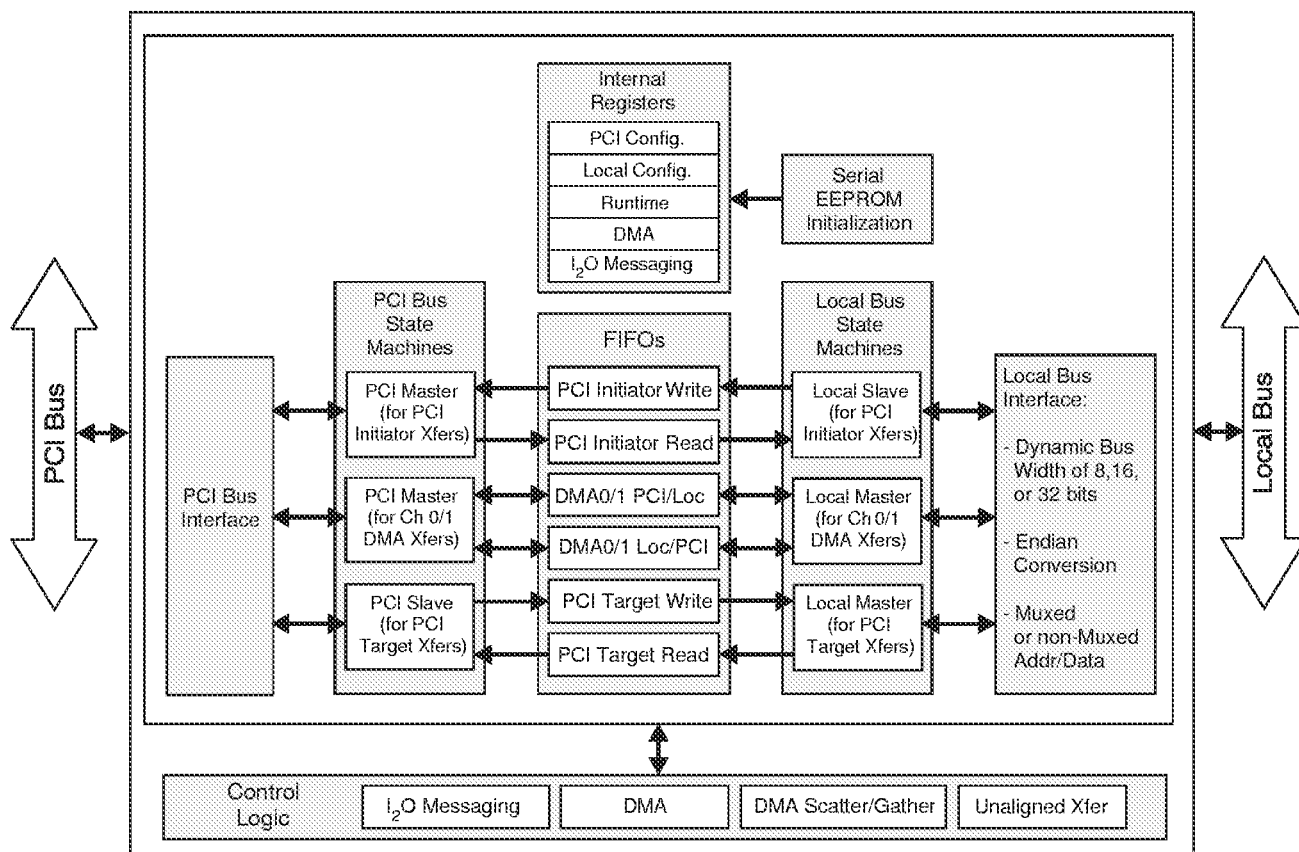 Internal
Registers
PCI Config.
Local Config.
Runtime
DMA
I₂O Messaging
Serial
EEPROM
Initialization
PCI Bus
PCI Bus
Interface
PCI Bus
State
Machines
PCI Master
(for PCI
Initiator Xfers)
PCI Master
(for Ch 0/1
DMA Xfers)
PCI Slave
(for PCI
Target Xfers)
FIFOs
PCI Initiator Write
PCI Initiator Read
DMA0/1 PCI/Loc
DMA0/1 Loc/PCI
PCI Target Write
PCI Target Read
Local Bus
State
Machines
Local Slave
(for PCI
Initiator Xfers)
Local Master
(for Ch 0/1
DMA Xfers)
Local Master
(for PCI
Target Xfers)
Local Bus
Interface:
- Dynamic Bus
Width of 8,16,
or 32 bits
- Endian
Conversion
- Muxed
or non-Muxed
Addr/Data
Local Bus
Control
Logic
I₂O Messaging
DMA
DMA Scatter/Gather
Unaligned Xfer